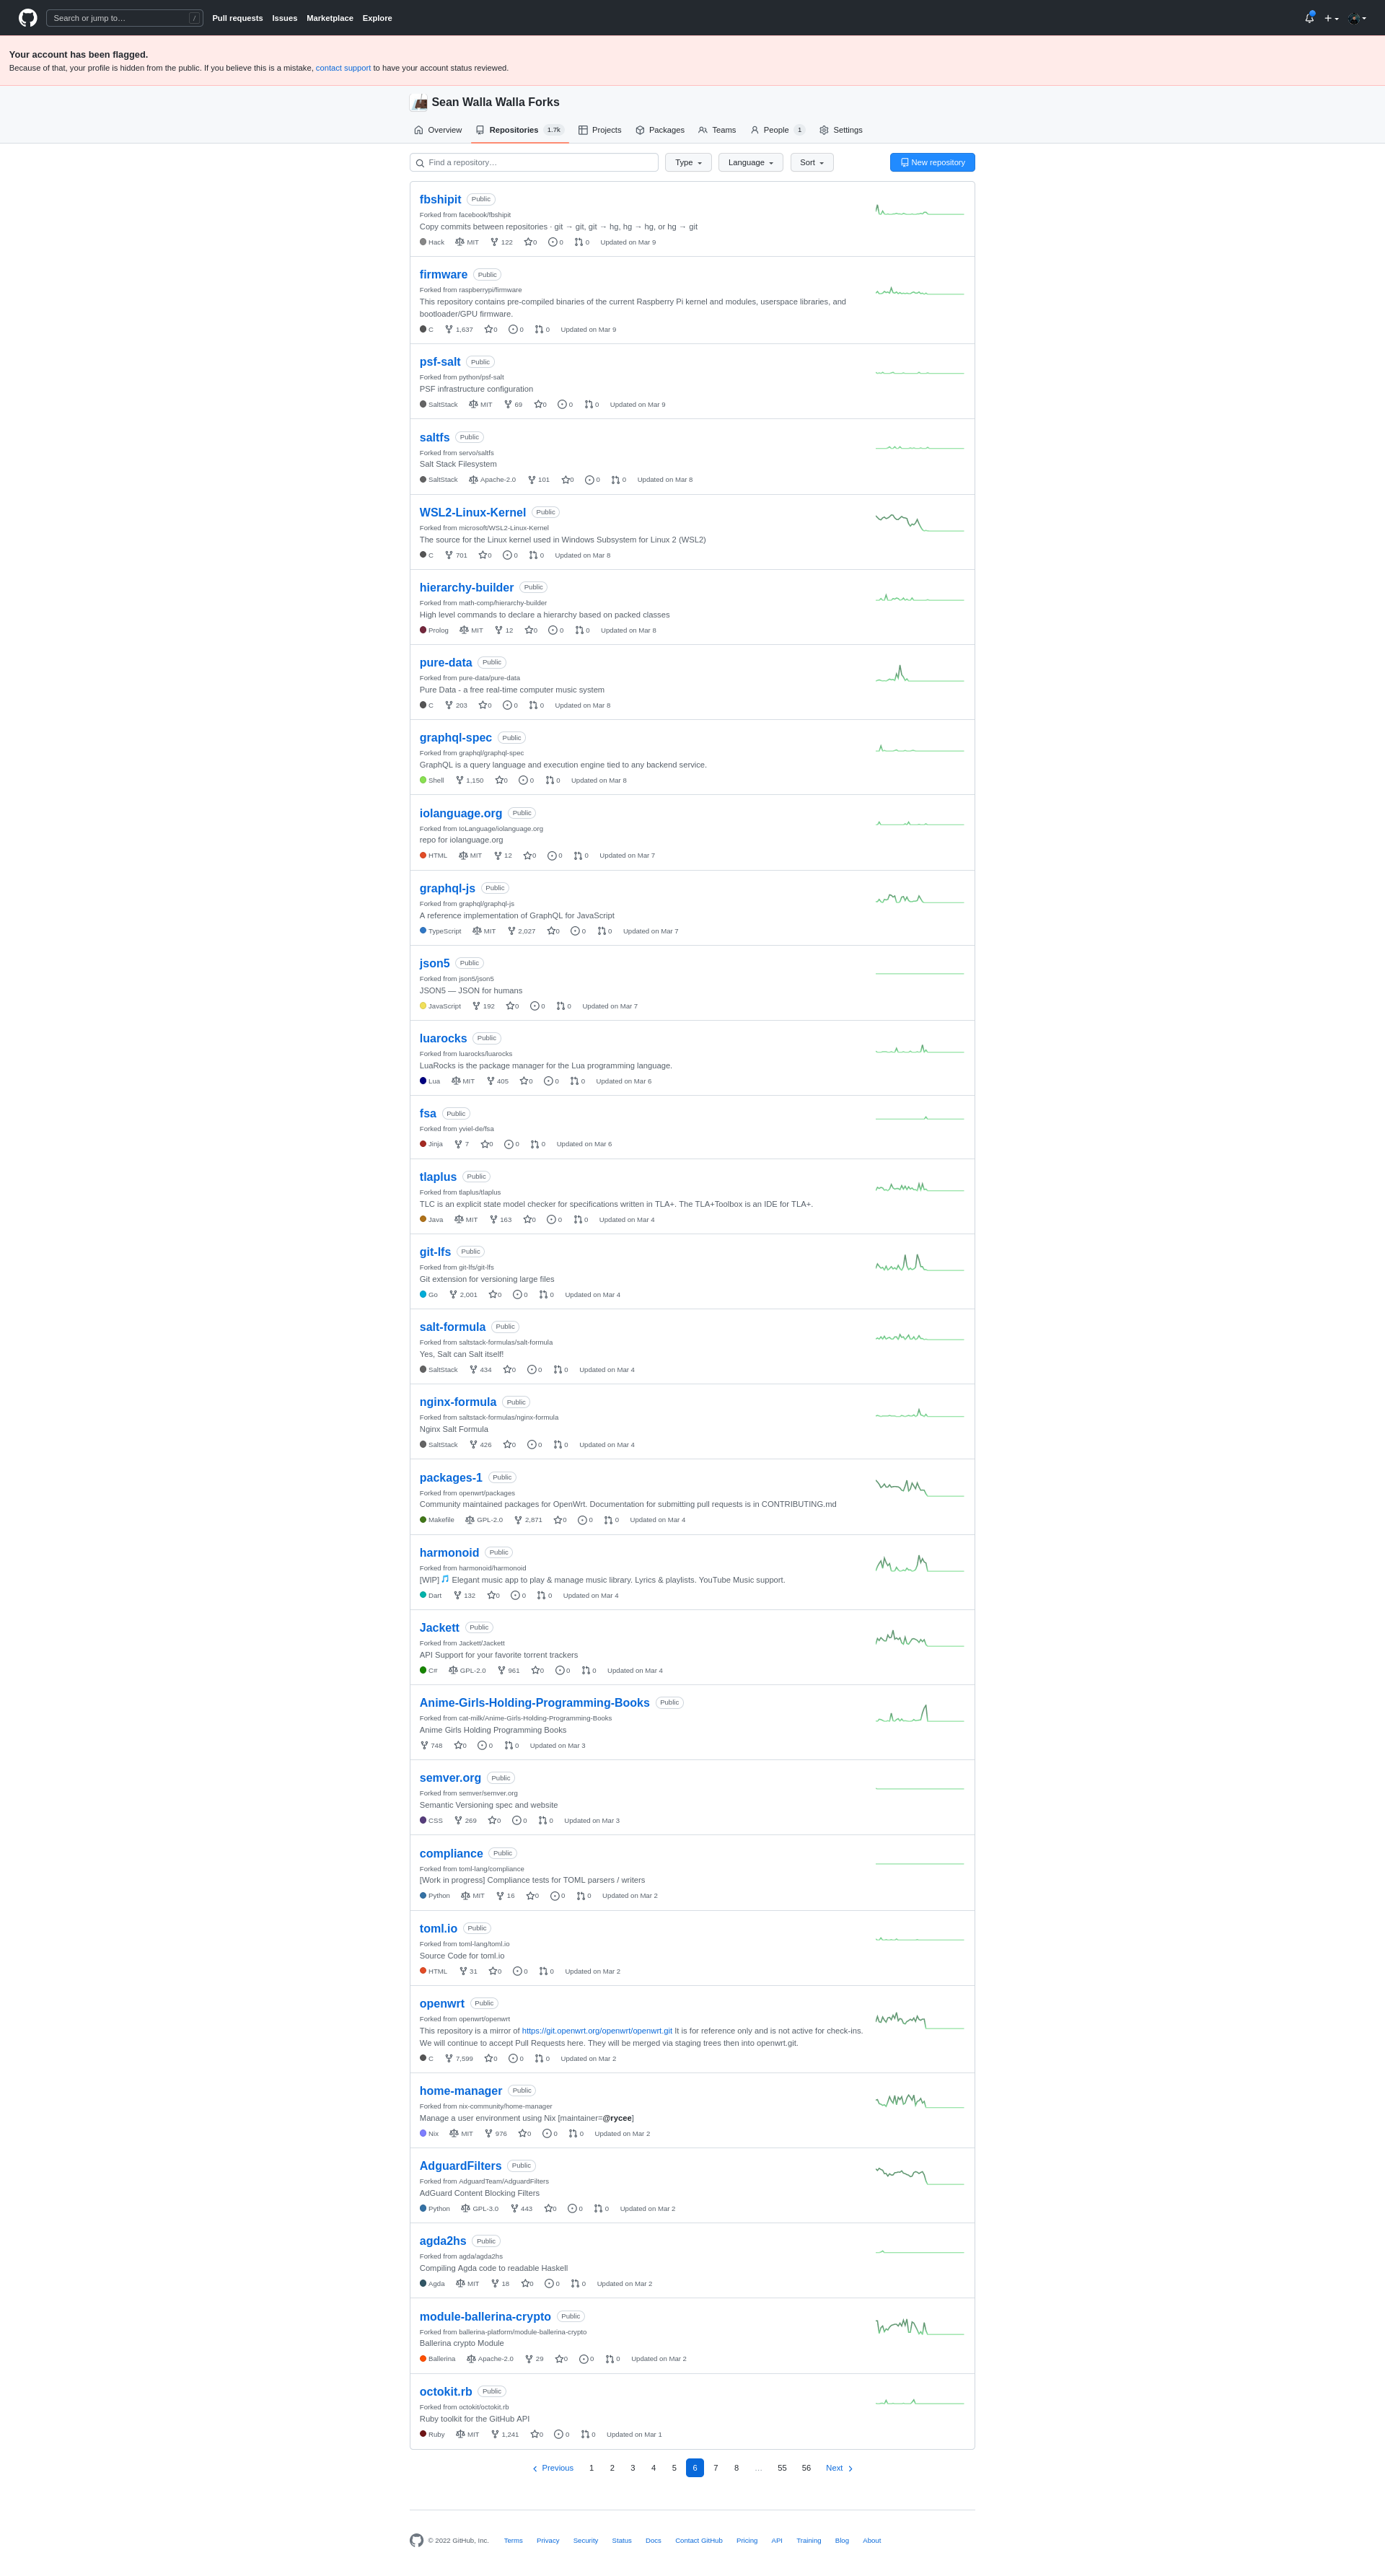 Search or jump to… /
Pull requests Issues Marketplace Explore
Your account has been flagged.
Because of that, your profile is hidden from the public. If you believe this is a mistake, contact support to have your account status reviewed.
Sean Walla Walla Forks
Overview Repositories 1.7k Projects Packages Teams People 1 Settings
Find a repository… Type Language Sort New repository
fbshipit Public
Forked from facebook/fbshipit
Copy commits between repositories · git → git, git → hg, hg → hg, or hg → git
Hack MIT 122 0 0 0 Updated on Mar 9
firmware Public
Forked from raspberrypi/firmware
This repository contains pre-compiled binaries of the current Raspberry Pi kernel and modules, userspace libraries, and
bootloader/GPU firmware.
C 1,637 0 0 0 Updated on Mar 9
psf-salt Public
Forked from python/psf-salt
PSF infrastructure configuration
SaltStack MIT 69 0 0 0 Updated on Mar 9
saltfs Public
Forked from servo/saltfs
Salt Stack Filesystem
SaltStack Apache-2.0 101 0 0 0 Updated on Mar 8
WSL2-Linux-Kernel Public
Forked from microsoft/WSL2-Linux-Kernel
The source for the Linux kernel used in Windows Subsystem for Linux 2 (WSL2)
C 701 0 0 0 Updated on Mar 8
hierarchy-builder Public
Forked from math-comp/hierarchy-builder
High level commands to declare a hierarchy based on packed classes
Prolog MIT 12 0 0 0 Updated on Mar 8
pure-data Public
Forked from pure-data/pure-data
Pure Data - a free real-time computer music system
C 203 0 0 0 Updated on Mar 8
graphql-spec Public
Forked from graphql/graphql-spec
GraphQL is a query language and execution engine tied to any backend service.
Shell 1,150 0 0 0 Updated on Mar 8
iolanguage.org Public
Forked from IoLanguage/iolanguage.org
repo for iolanguage.org
HTML MIT 12 0 0 0 Updated on Mar 7
graphql-js Public
Forked from graphql/graphql-js
A reference implementation of GraphQL for JavaScript
TypeScript MIT 2,027 0 0 0 Updated on Mar 7
json5 Public
Forked from json5/json5
JSON5 — JSON for humans
JavaScript 192 0 0 0 Updated on Mar 7
luarocks Public
Forked from luarocks/luarocks
LuaRocks is the package manager for the Lua programming language.
Lua MIT 405 0 0 0 Updated on Mar 6
fsa Public
Forked from yviel-de/fsa
Jinja 7 0 0 0 Updated on Mar 6
tlaplus Public
Forked from tlaplus/tlaplus
TLC is an explicit state model checker for specifications written in TLA+. The TLA+Toolbox is an IDE for TLA+.
Java MIT 163 0 0 0 Updated on Mar 4
git-lfs Public
Forked from git-lfs/git-lfs
Git extension for versioning large files
Go 2,001 0 0 0 Updated on Mar 4
salt-formula Public
Forked from saltstack-formulas/salt-formula
Yes, Salt can Salt itself!
SaltStack 434 0 0 0 Updated on Mar 4
nginx-formula Public
Forked from saltstack-formulas/nginx-formula
Nginx Salt Formula
SaltStack 426 0 0 0 Updated on Mar 4
packages-1 Public
Forked from openwrt/packages
Community maintained packages for OpenWrt. Documentation for submitting pull requests is in CONTRIBUTING.md
Makefile GPL-2.0 2,871 0 0 0 Updated on Mar 4
harmonoid Public
Forked from harmonoid/harmonoid
[WIP] 🎵 Elegant music app to play & manage music library. Lyrics & playlists. YouTube Music support.
Dart 132 0 0 0 Updated on Mar 4
Jackett Public
Forked from Jackett/Jackett
API Support for your favorite torrent trackers
C# GPL-2.0 961 0 0 0 Updated on Mar 4
Anime-Girls-Holding-Programming-Books Public
Forked from cat-milk/Anime-Girls-Holding-Programming-Books
Anime Girls Holding Programming Books
748 0 0 0 Updated on Mar 3
semver.org Public
Forked from semver/semver.org
Semantic Versioning spec and website
CSS 269 0 0 0 Updated on Mar 3
compliance Public
Forked from toml-lang/compliance
[Work in progress] Compliance tests for TOML parsers / writers
Python MIT 16 0 0 0 Updated on Mar 2
toml.io Public
Forked from toml-lang/toml.io
Source Code for toml.io
HTML 31 0 0 0 Updated on Mar 2
openwrt Public
Forked from openwrt/openwrt
This repository is a mirror of https://git.openwrt.org/openwrt/openwrt.git It is for reference only and is not active for check-ins.
We will continue to accept Pull Requests here. They will be merged via staging trees then into openwrt.git.
C 7,599 0 0 0 Updated on Mar 2
home-manager Public
Forked from nix-community/home-manager
Manage a user environment using Nix [maintainer=@rycee]
Nix MIT 976 0 0 0 Updated on Mar 2
AdguardFilters Public
Forked from AdguardTeam/AdguardFilters
AdGuard Content Blocking Filters
Python GPL-3.0 443 0 0 0 Updated on Mar 2
agda2hs Public
Forked from agda/agda2hs
Compiling Agda code to readable Haskell
Agda MIT 18 0 0 0 Updated on Mar 2
module-ballerina-crypto Public
Forked from ballerina-platform/module-ballerina-crypto
Ballerina crypto Module
Ballerina Apache-2.0 29 0 0 0 Updated on Mar 2
octokit.rb Public
Forked from octokit/octokit.rb
Ruby toolkit for the GitHub API
Ruby MIT 1,241 0 0 0 Updated on Mar 1
Previous 1 2 3 4 5 6 7 8 … 55 56 Next
© 2022 GitHub, Inc. Terms Privacy Security Status Docs Contact GitHub Pricing API Training Blog About